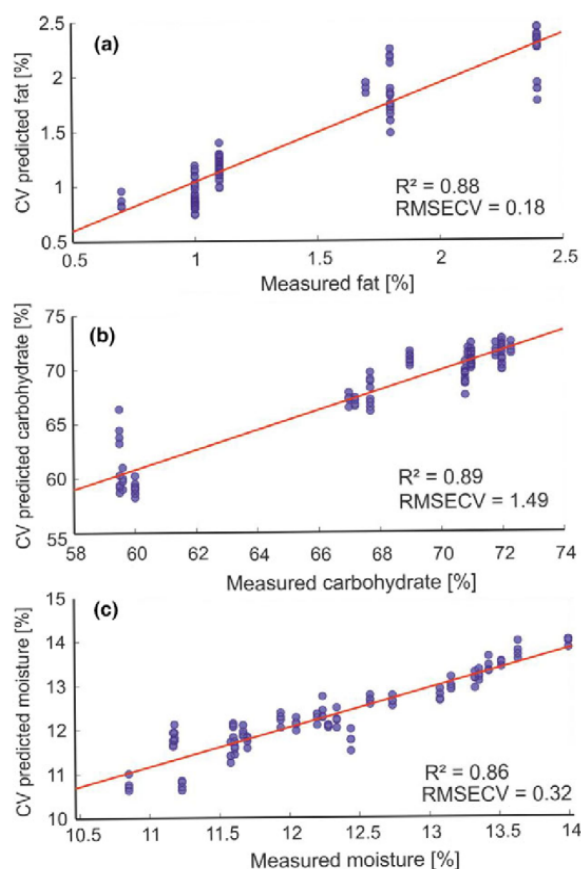 (a)
CV predicted fat [%]
2.5
2
1.5
1
0.5
R² = 0.88
RMSECV = 0.18
0.5 1 1.5 2 2.5
Measured fat [%]
(b)
CV predicted carbohydrate [%]
75
70
65
60
55
R² = 0.89
RMSECV = 1.49
58 60 62 64 66 68 70 72 74
Measured carbohydrate [%]
(c)
CV predicted moisture [%]
15
14
13
12
11
10
R² = 0.86
RMSECV = 0.32
10.5 11 11.5 12 12.5 13 13.5 14
Measured moisture [%]